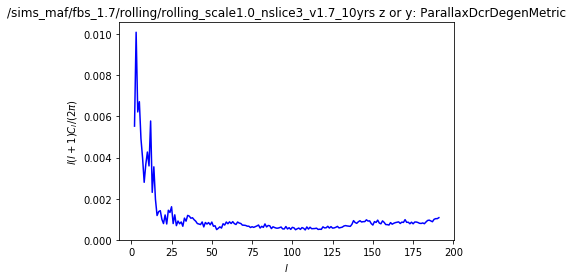 /sims_maf/fbs_1.7/rolling/rolling_scale1.0_nslice3_v1.7_10yrs z or y: ParallaxDcrDegenMetric
0.010
0.008
0.006
0.004
0.002
0.000
l(l + 1)C_l/(2π)
0 25 50 75 100 125 150 175 200
l